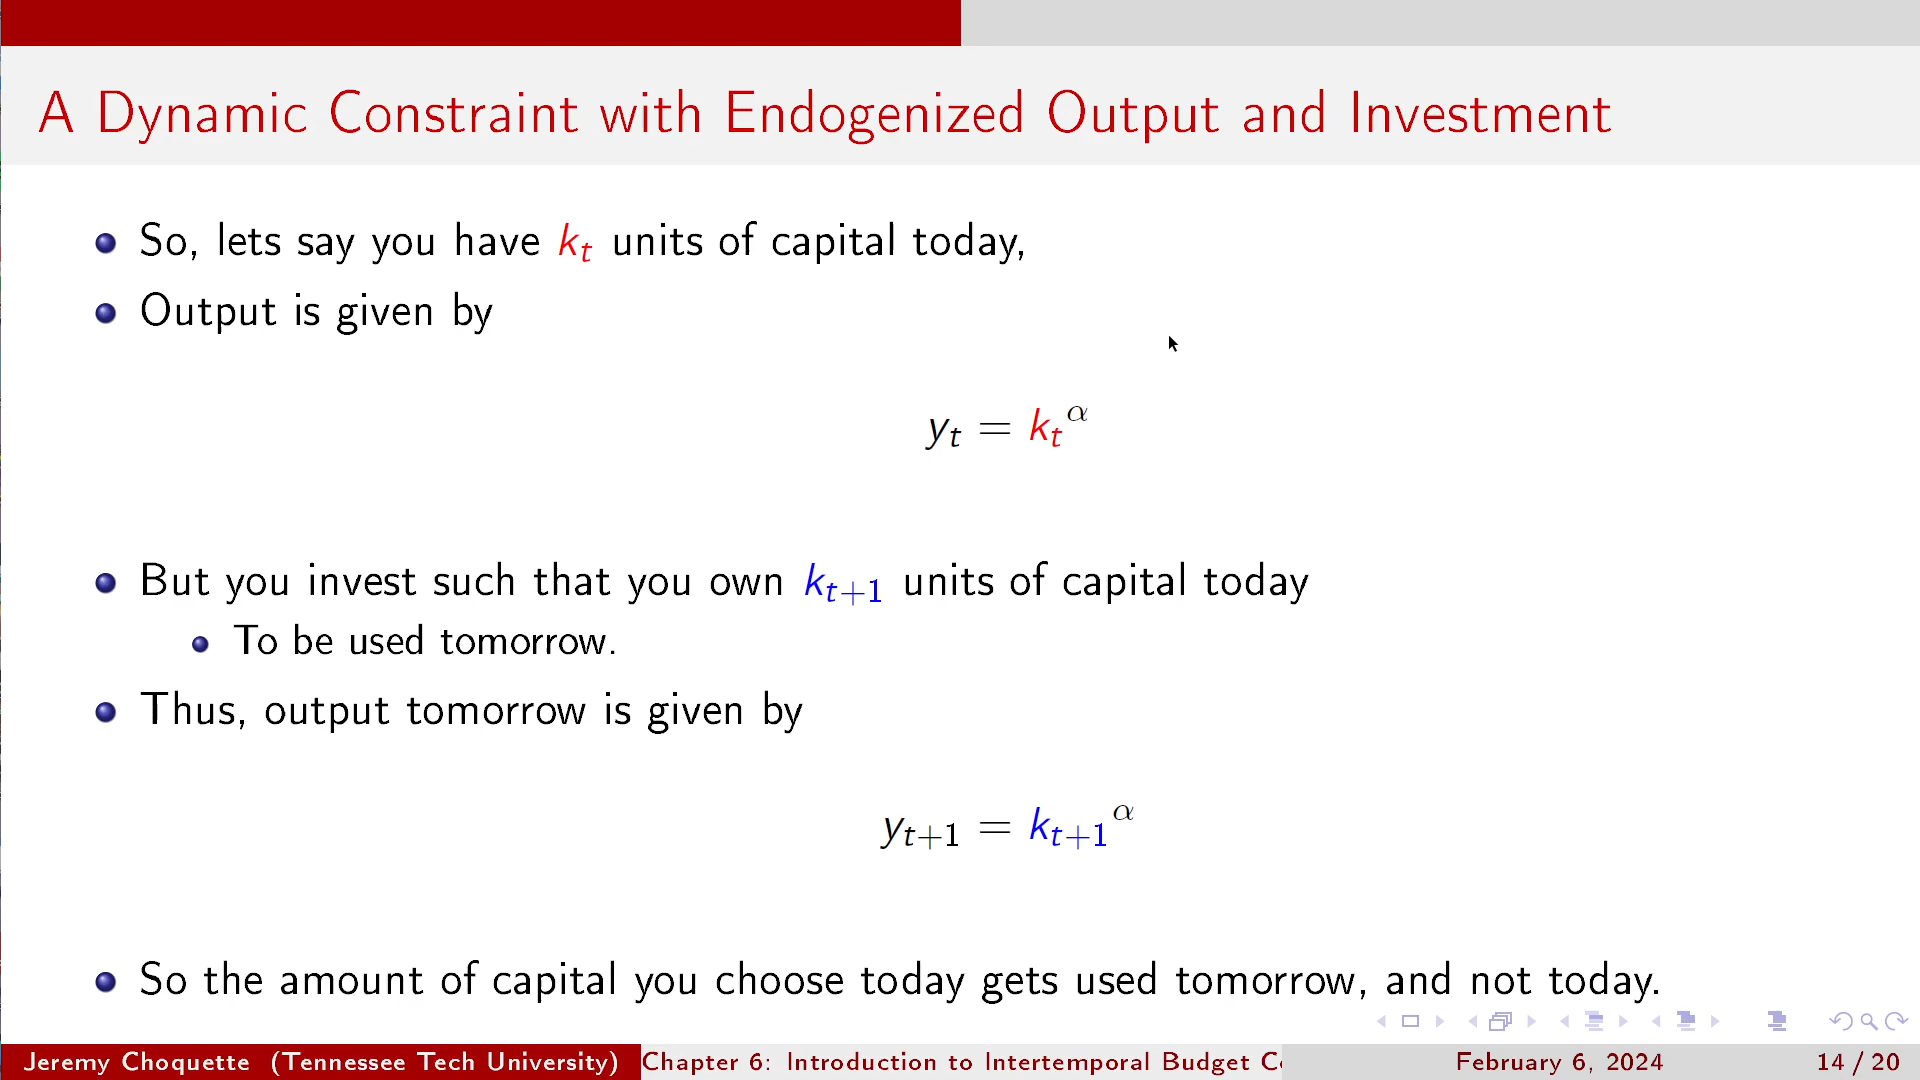 A Dynamic Constraint with Endogenized Output and Investment
So, lets say you have k_t units of capital today,
Output is given by
y_t = k_t^α
But you invest such that you own k_{t+1} units of capital today
To be used tomorrow.
Thus, output tomorrow is given by
y_{t+1} = k_{t+1}^α
So the amount of capital you choose today gets used tomorrow, and not today.
Jeremy Choquette (Tennessee Tech University) Chapter 6: Introduction to Intertemporal Budget February 6, 2024 14 / 20